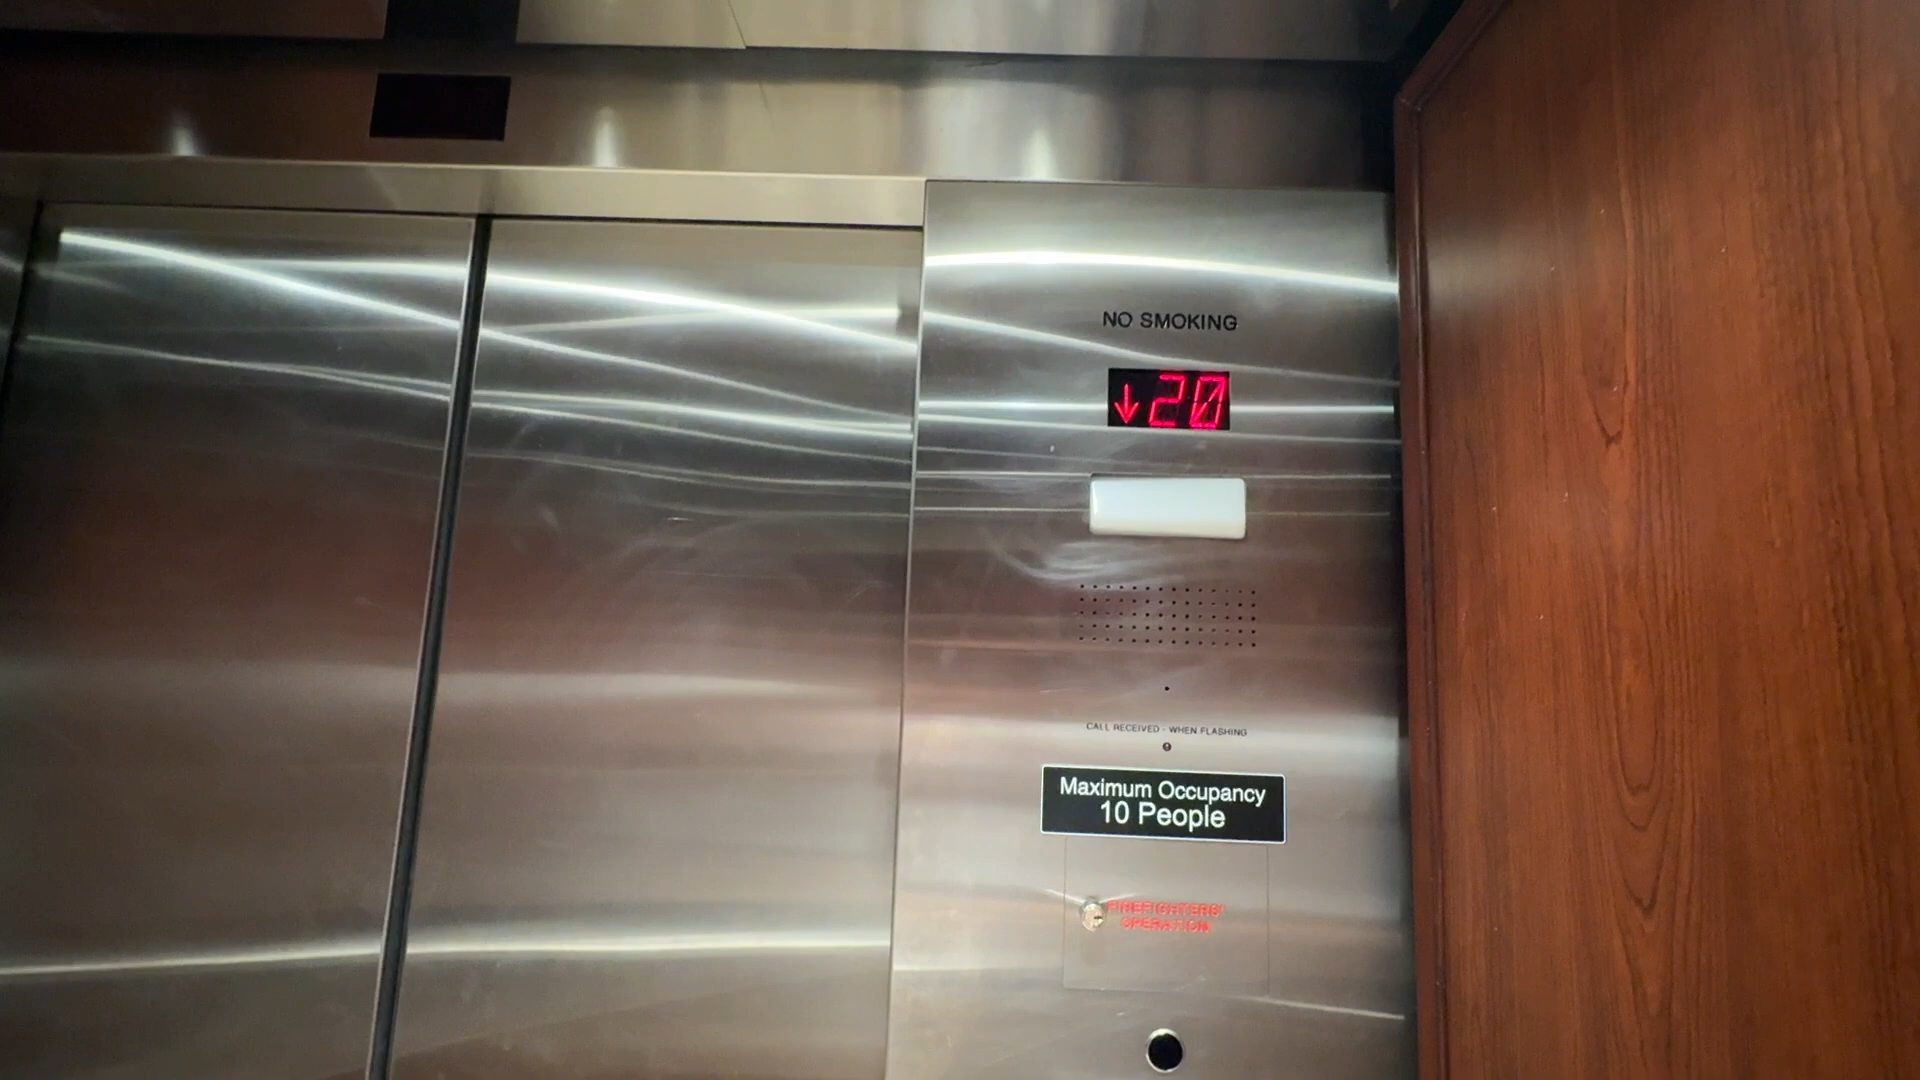 NO SMOKING
↓20
CALL RECEIVED - WHEN FLASHING
Maximum Occupancy
10 People
FIREFIGHTERS'
OPERATION